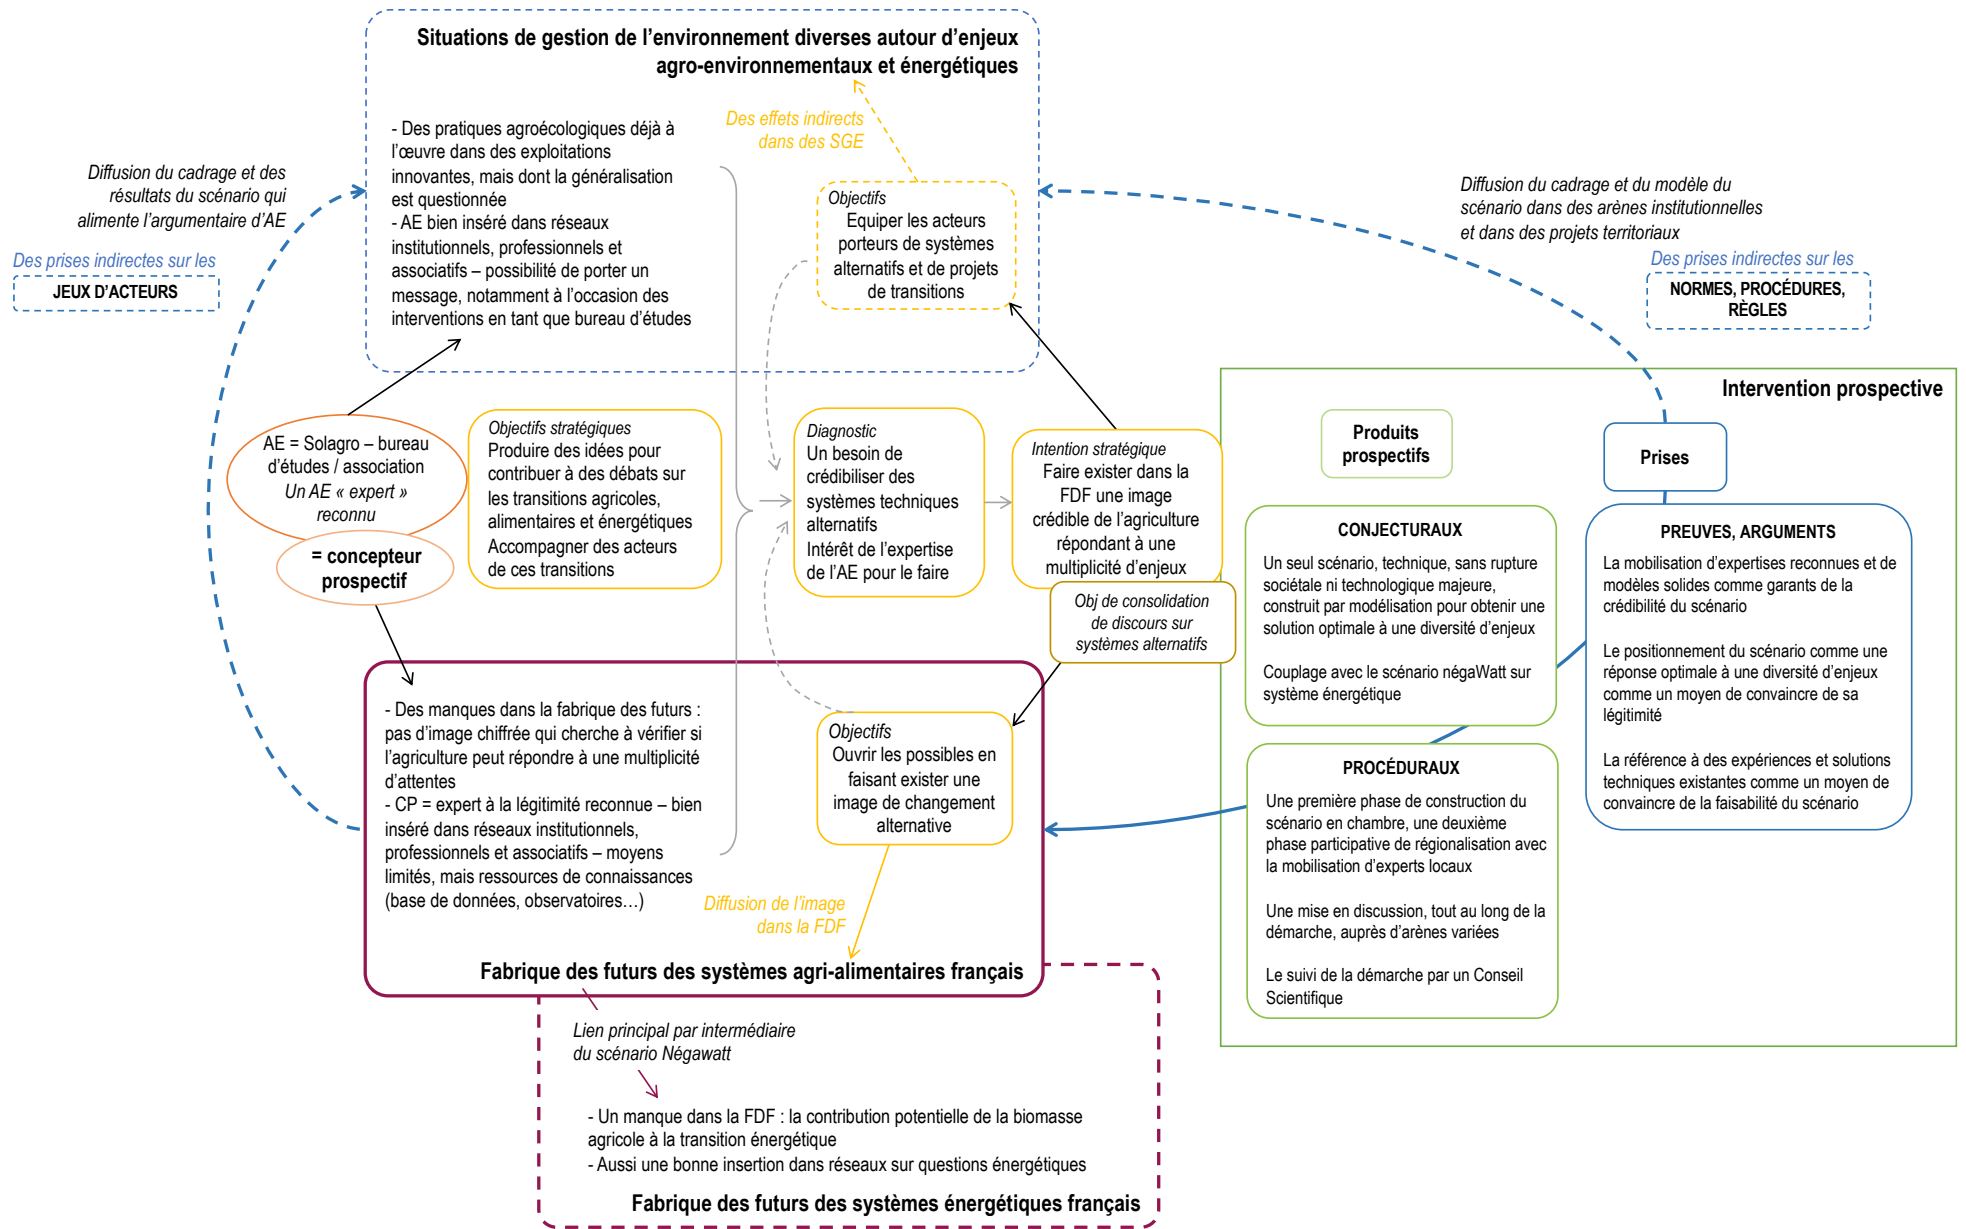 Situations de gestion de l’environnement diverses autour d’enjeux
agro-environnementaux et énergétiques
Des effets indirects
dans des SGE
- Des pratiques agroécologiques déjà à
l’œuvre dans des exploitations
innovantes, mais dont la généralisation
est questionnée
- AE bien inséré dans réseaux
institutionnels, professionnels et
associatifs – possibilité de porter un
message, notamment à l’occasion des
interventions en tant que bureau d’études
Objectifs
Equiper les acteurs
porteurs de systèmes
alternatifs et de projets
de transitions
Diffusion du cadrage et des
résultats du scénario qui
alimente l’argumentaire d’AE
Des prises indirectes sur les
JEUX D’ACTEURS
Diffusion du cadrage et du modèle du
scénario dans des arènes institutionnelles
et dans des projets territoriaux
Des prises indirectes sur les
NORMES, PROCÉDURES,
RÈGLES
AE = Solagro – bureau
d’études / association
Un AE « expert »
reconnu
= concepteur
prospectif
Objectifs stratégiques
Produire des idées pour
contribuer à des débats sur
les transitions agricoles,
alimentaires et énergétiques
Accompagner des acteurs
de ces transitions
Diagnostic
Un besoin de
crédibiliser des
systèmes techniques
alternatifs
Intérêt de l’expertise
de l’AE pour le faire
Intention stratégique
Faire exister dans la
FDF une image
crédible de l’agriculture
répondant à une
multiplicité d’enjeux
Obj de consolidation
de discours sur
systèmes alternatifs
Intervention prospective
Produits
prospectifs
Prises
CONJECTURAUX
Un seul scénario, technique, sans rupture
sociétale ni technologique majeure,
construit par modélisation pour obtenir une
solution optimale à une diversité d’enjeux
Couplage avec le scénario négaWatt sur
système énergétique
PROCÉDURAUX
Une première phase de construction du
scénario en chambre, une deuxième
phase participative de régionalisation avec
la mobilisation d’experts locaux
Une mise en discussion, tout au long de la
démarche, auprès d’arènes variées
Le suivi de la démarche par un Conseil
Scientifique
PREUVES, ARGUMENTS
La mobilisation d’expertises reconnues et de
modèles solides comme garants de la
crédibilité du scénario
Le positionnement du scénario comme une
réponse optimale à une diversité d’enjeux
comme un moyen de convaincre de sa
légitimité
La référence à des expériences et solutions
techniques existantes comme un moyen de
convaincre de la faisabilité du scénario
- Des manques dans la fabrique des futurs :
pas d’image chiffrée qui cherche à vérifier si
l’agriculture peut répondre à une multiplicité
d’attentes
- CP = expert à la légitimité reconnue – bien
inséré dans réseaux institutionnels,
professionnels et associatifs – moyens
limités, mais ressources de connaissances
(base de données, observatoires…)
Objectifs
Ouvrir les possibles en
faisant exister une
image de changement
alternative
Diffusion de l’image
dans la FDF
Fabrique des futurs des systèmes agri-alimentaires français
Lien principal par intermédiaire
du scénario Négawatt
- Un manque dans la FDF : la contribution potentielle de la biomasse
agricole à la transition énergétique
- Aussi une bonne insertion dans réseaux sur questions énergétiques
Fabrique des futurs des systèmes énergétiques français